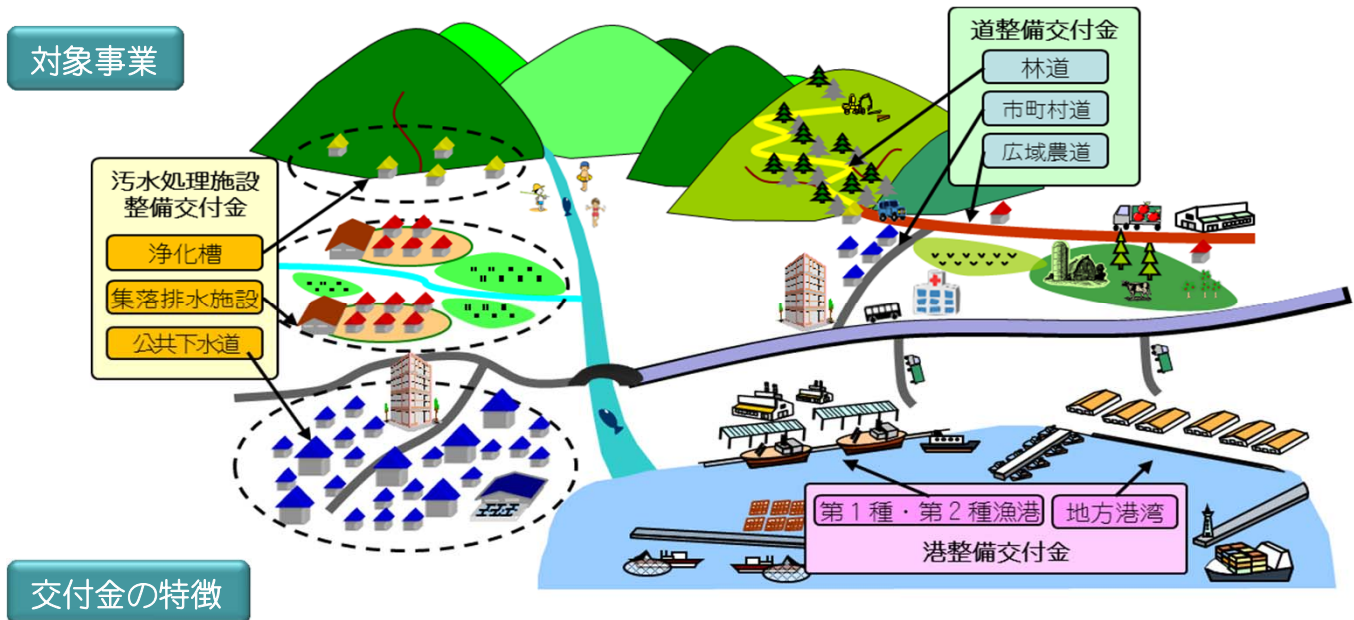 対象事業
道整備交付金
林道
市町村道
広域農道
汚水処理施設
整備交付金
浄化槽
集落排水施設
公共下水道
第１種・第２種漁港
地方港湾
港整備交付金
交付金の特徴